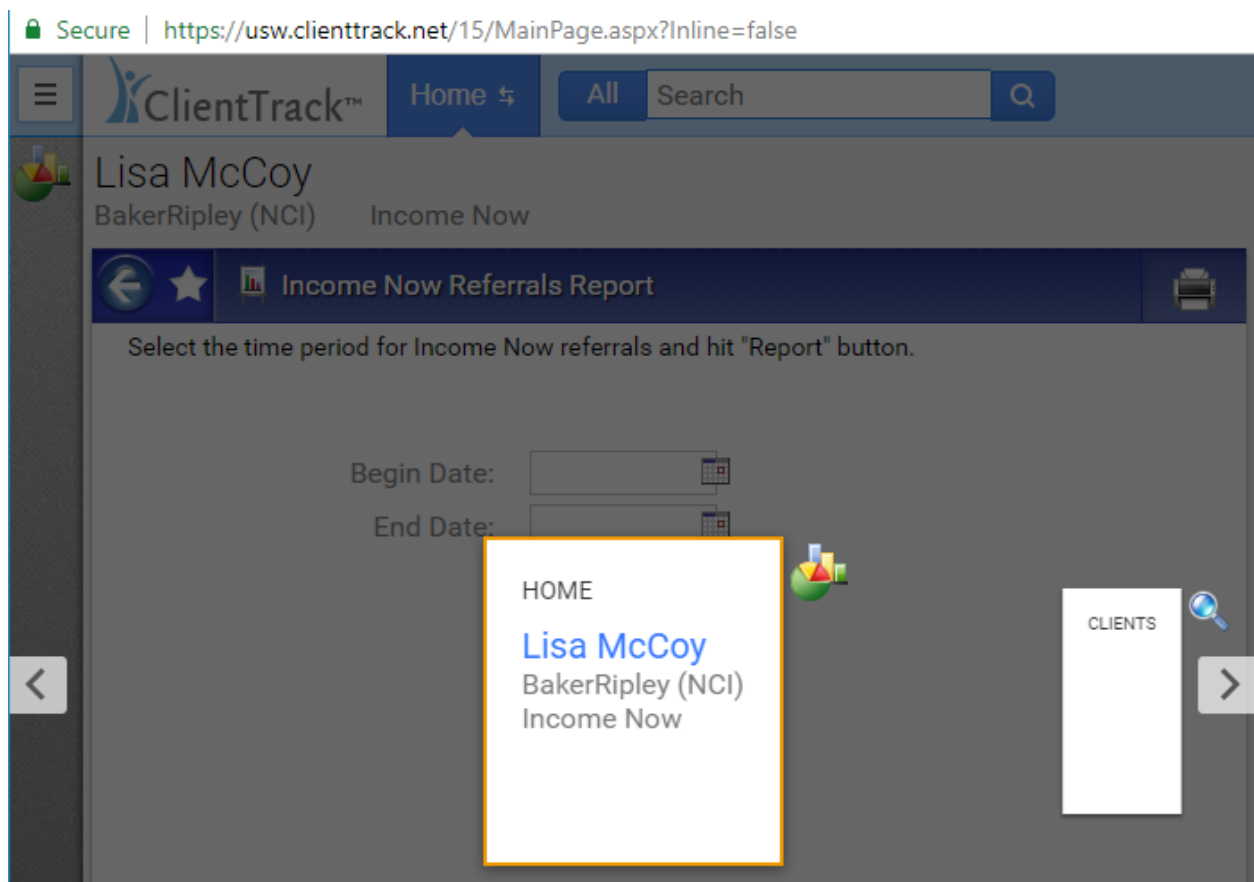 Secure | https://usw.clienttrack.net/15/MainPage.aspx?Inline=false
ClientTrack™ Home All Search
Lisa McCoy
BakerRipley (NCI) Income Now
Income Now Referrals Report
Select the time period for Income Now referrals and hit "Report" button.
Begin Date:
End Date:
HOME
Lisa McCoy
BakerRipley (NCI)
Income Now
CLIENTS